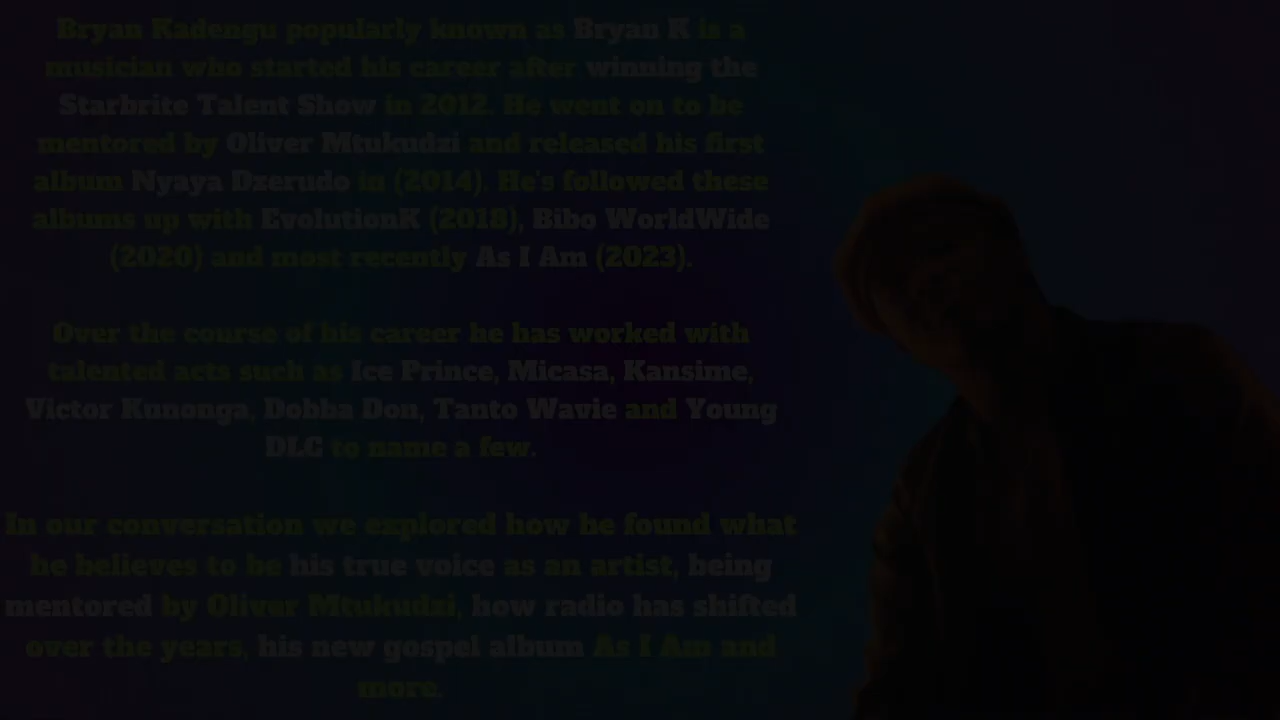 Bryan Kadengu popularly known as Bryan K is a
musician who started his career after winning the
Starbrite Talent Show in 2012. He went on to be
mentored by Oliver Mtukudzi and released his first
album Nyaya Dzerudo in (2014). He's followed these
albums up with EvolutionK (2018), Bibo WorldWide
(2020) and most recently As I Am (2023).
Over the course of his career he has worked with
talented acts such as Ice Prince, Micasa, Kansime,
Victor Kunonga, Dobba Don, Tanto Wavie and Young
DLC to name a few.
In our conversation we explored how he found what
he believes to be his true voice as an artist, being
mentored by Oliver Mtukudzi, how radio has shifted
over the years, his new gospel album As I Am and
more.